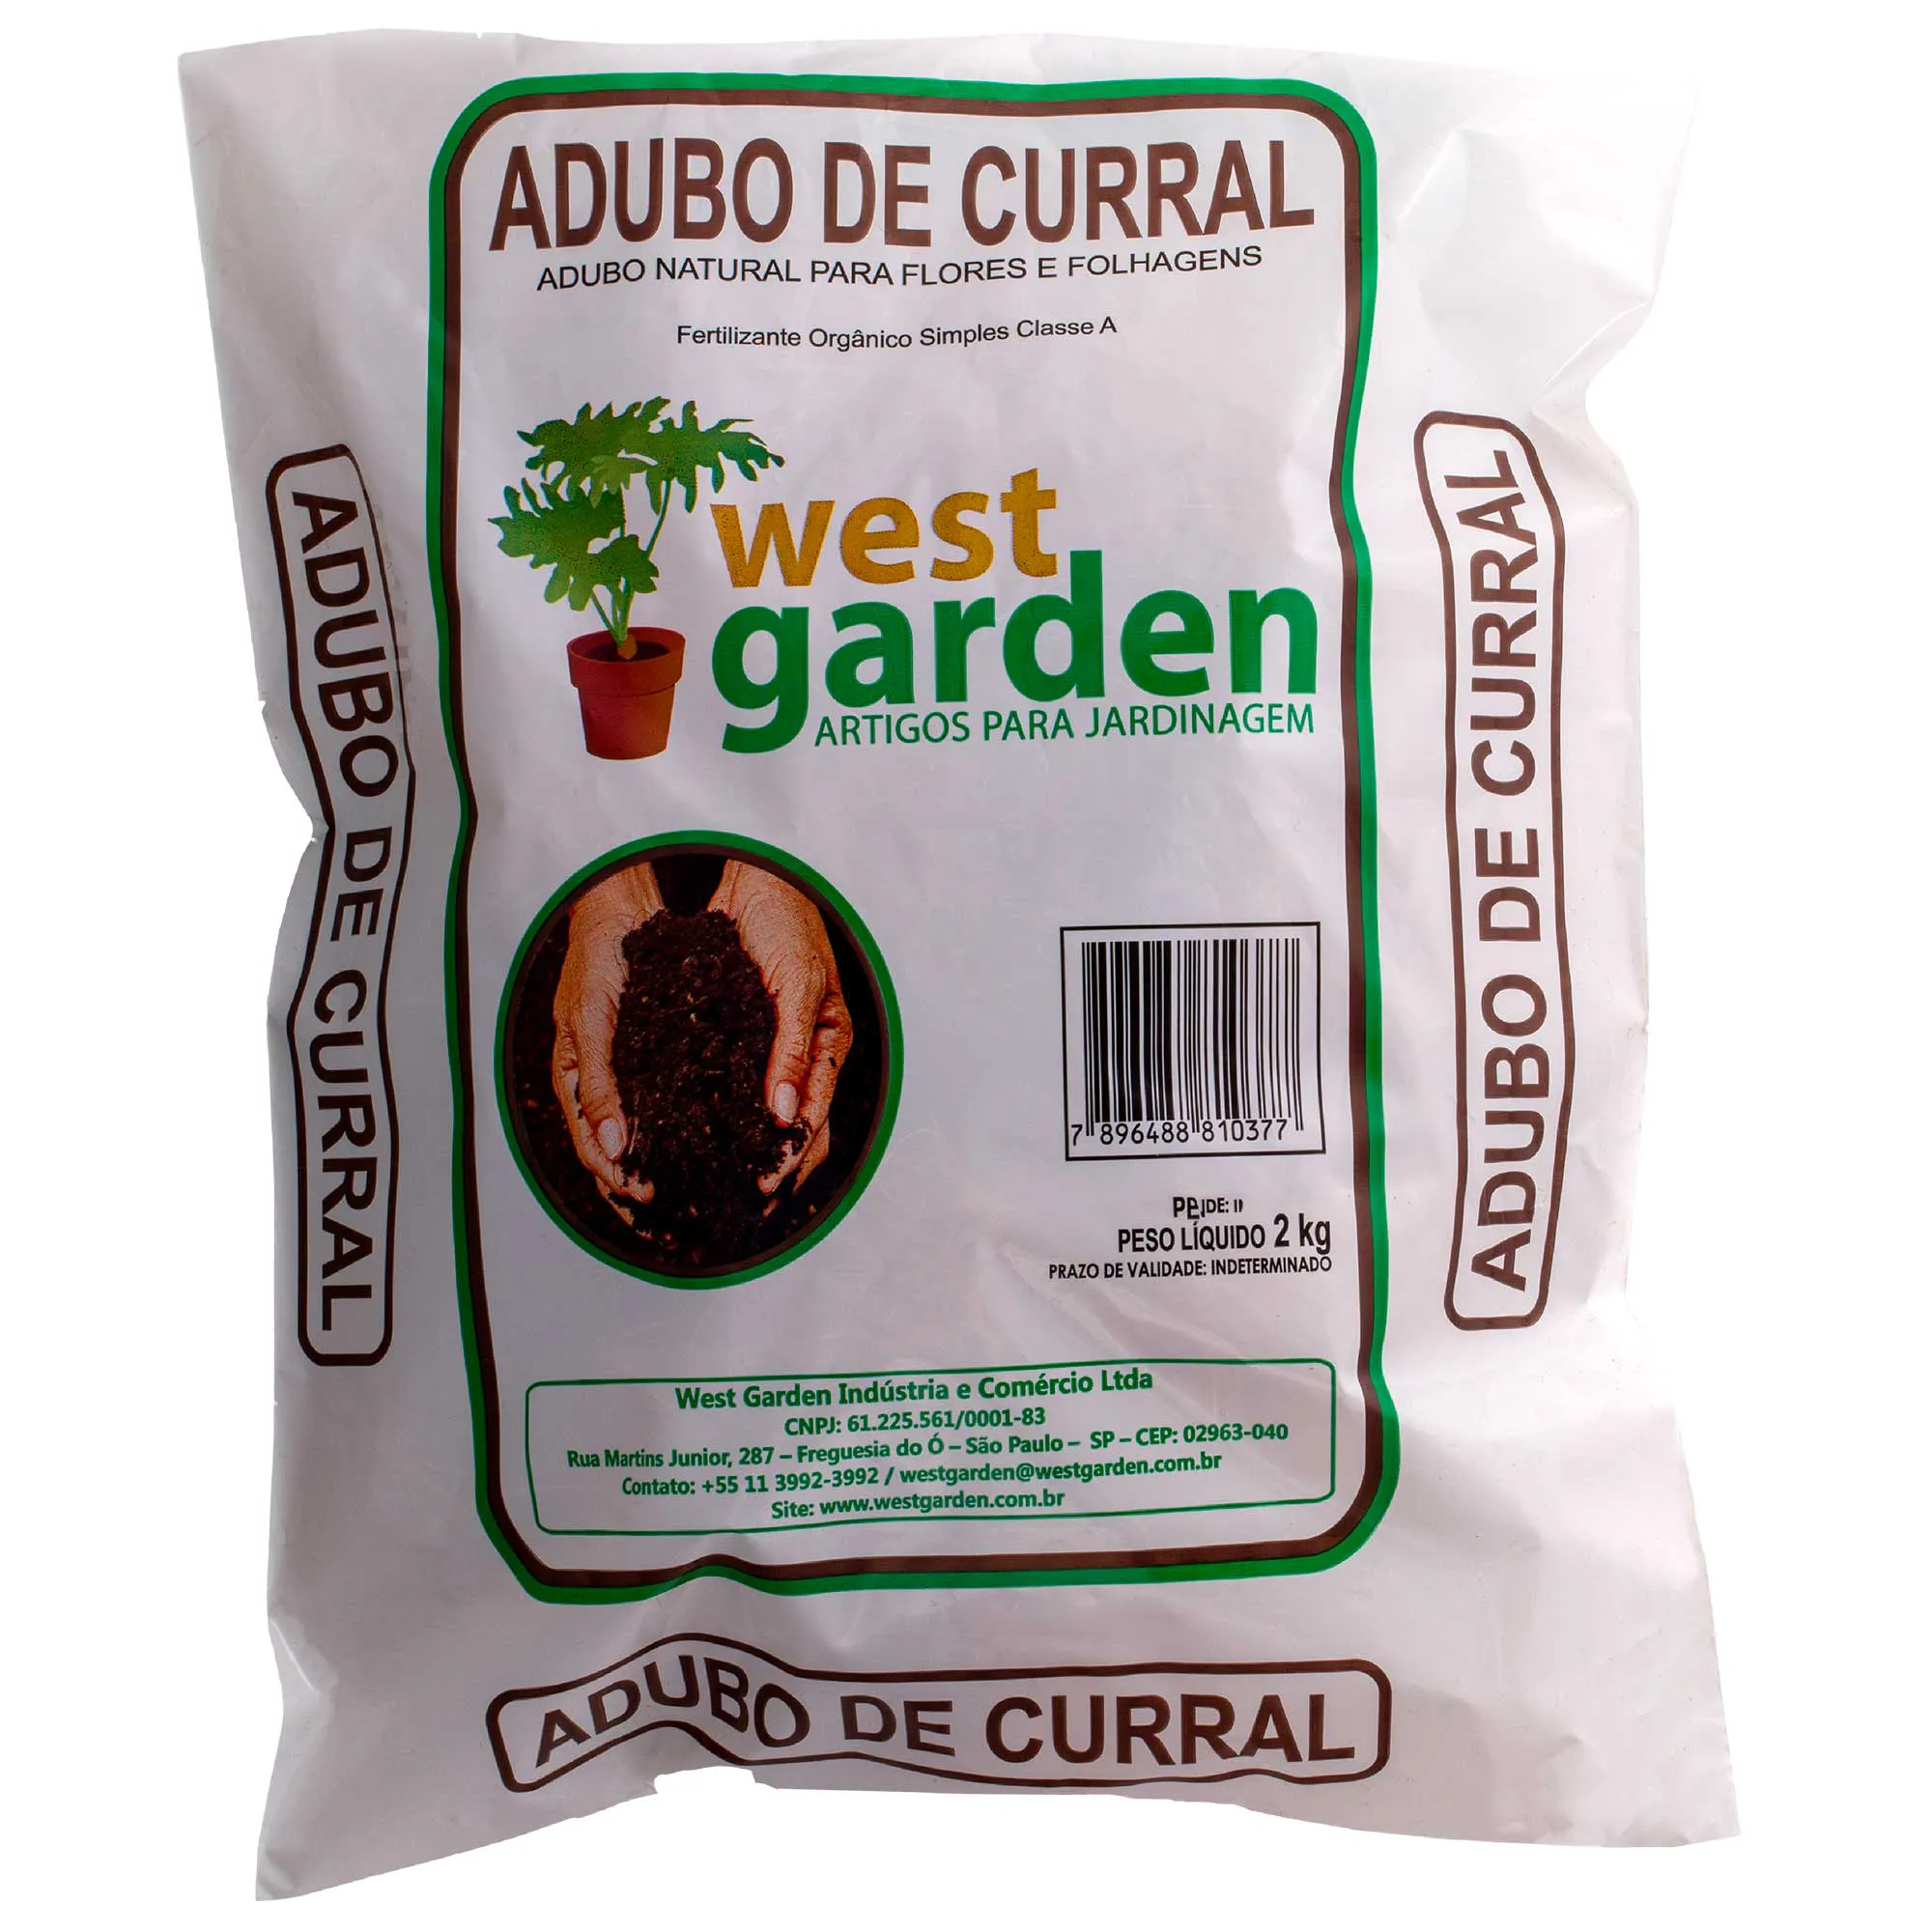 ADUBO DE CURRAL
ADUBO NATURAL PARA FLORES E FOLHAGENS
Fertilizante Orgânico Simples Classe A
west
garden
ARTIGOS PARA JARDINAGEM
ADUBO DE CURRAL
ADUBO DE CURRAL
7 896488 810377
PESO LÍQUIDO 2 kg
PRAZO DE VALIDADE: INDETERMINADO
West Garden Indústria e Comércio Ltda
CNPJ: 61.225.561/0001-83
Rua Martins Junior, 287 – Freguesia do Ó – São Paulo – SP – CEP: 02963-040
Contato: +55 11 3992-3992 / westgarden@westgarden.com.br
Site: www.westgarden.com.br
ADUBO DE CURRAL